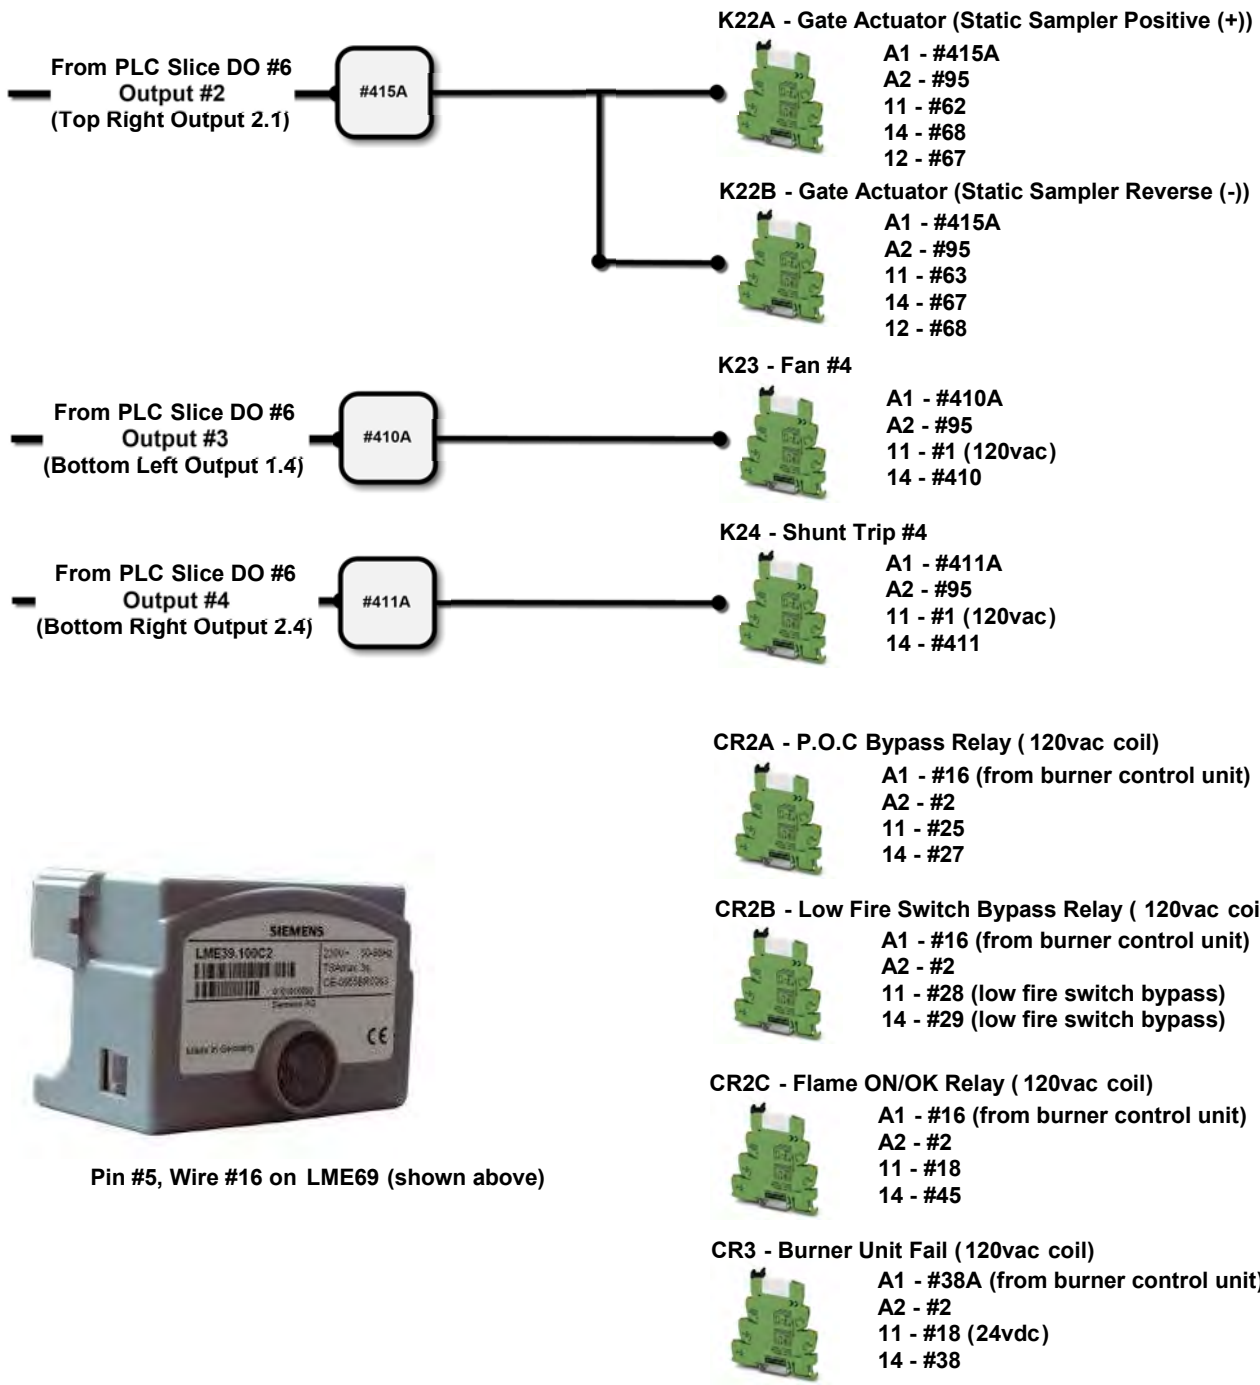 K22A - Gate Actuator (Static Sampler Positive (+))
From PLC Slice DO #6
Output #2
(Top Right Output 2.1)
#415A
A1 - #415A
A2 - #95
11 - #62
14 - #68
12 - #67
K22B - Gate Actuator (Static Sampler Reverse (-))
A1 - #415A
A2 - #95
11 - #63
14 - #67
12 - #68
K23 - Fan #4
From PLC Slice DO #6
Output #3
(Bottom Left Output 1.4)
#410A
A1 - #410A
A2 - #95
11 - #1 (120vac)
14 - #410
K24 - Shunt Trip #4
From PLC Slice DO #6
Output #4
(Bottom Right Output 2.4)
#411A
A1 - #411A
A2 - #95
11 - #1 (120vac)
14 - #411
CR2A - P.O.C Bypass Relay ( 120vac coil)
A1 - #16 (from burner control unit)
A2 - #2
11 - #25
14 - #27
SIEMENS
LME39.100C2
Siemens AG
Made in Germany
CE
Pin #5, Wire #16 on LME69 (shown above)
CR2B - Low Fire Switch Bypass Relay ( 120vac coi
A1 - #16 (from burner control unit)
A2 - #2
11 - #28 (low fire switch bypass)
14 - #29 (low fire switch bypass)
CR2C - Flame ON/OK Relay ( 120vac coil)
A1 - #16 (from burner control unit)
A2 - #2
11 - #18
14 - #45
CR3 - Burner Unit Fail (120vac coil)
A1 - #38A (from burner control unit)
A2 - #2
11 - #18 (24vdc)
14 - #38